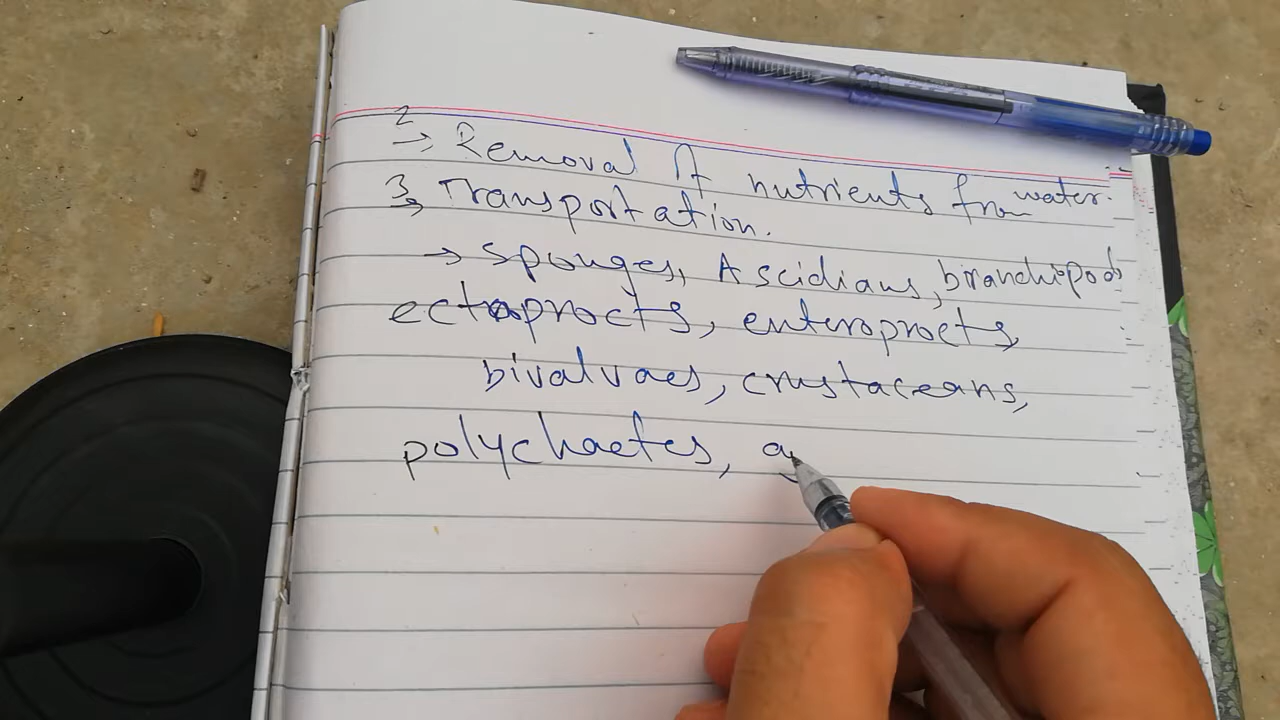 2
→ Removal of nutrients from water.
3 → Transportation.
→ Sponges, Ascidians, branchiopods
ectoprocts, enteroprocts,
bivalvaes, crustaceans,
polychaetes, a